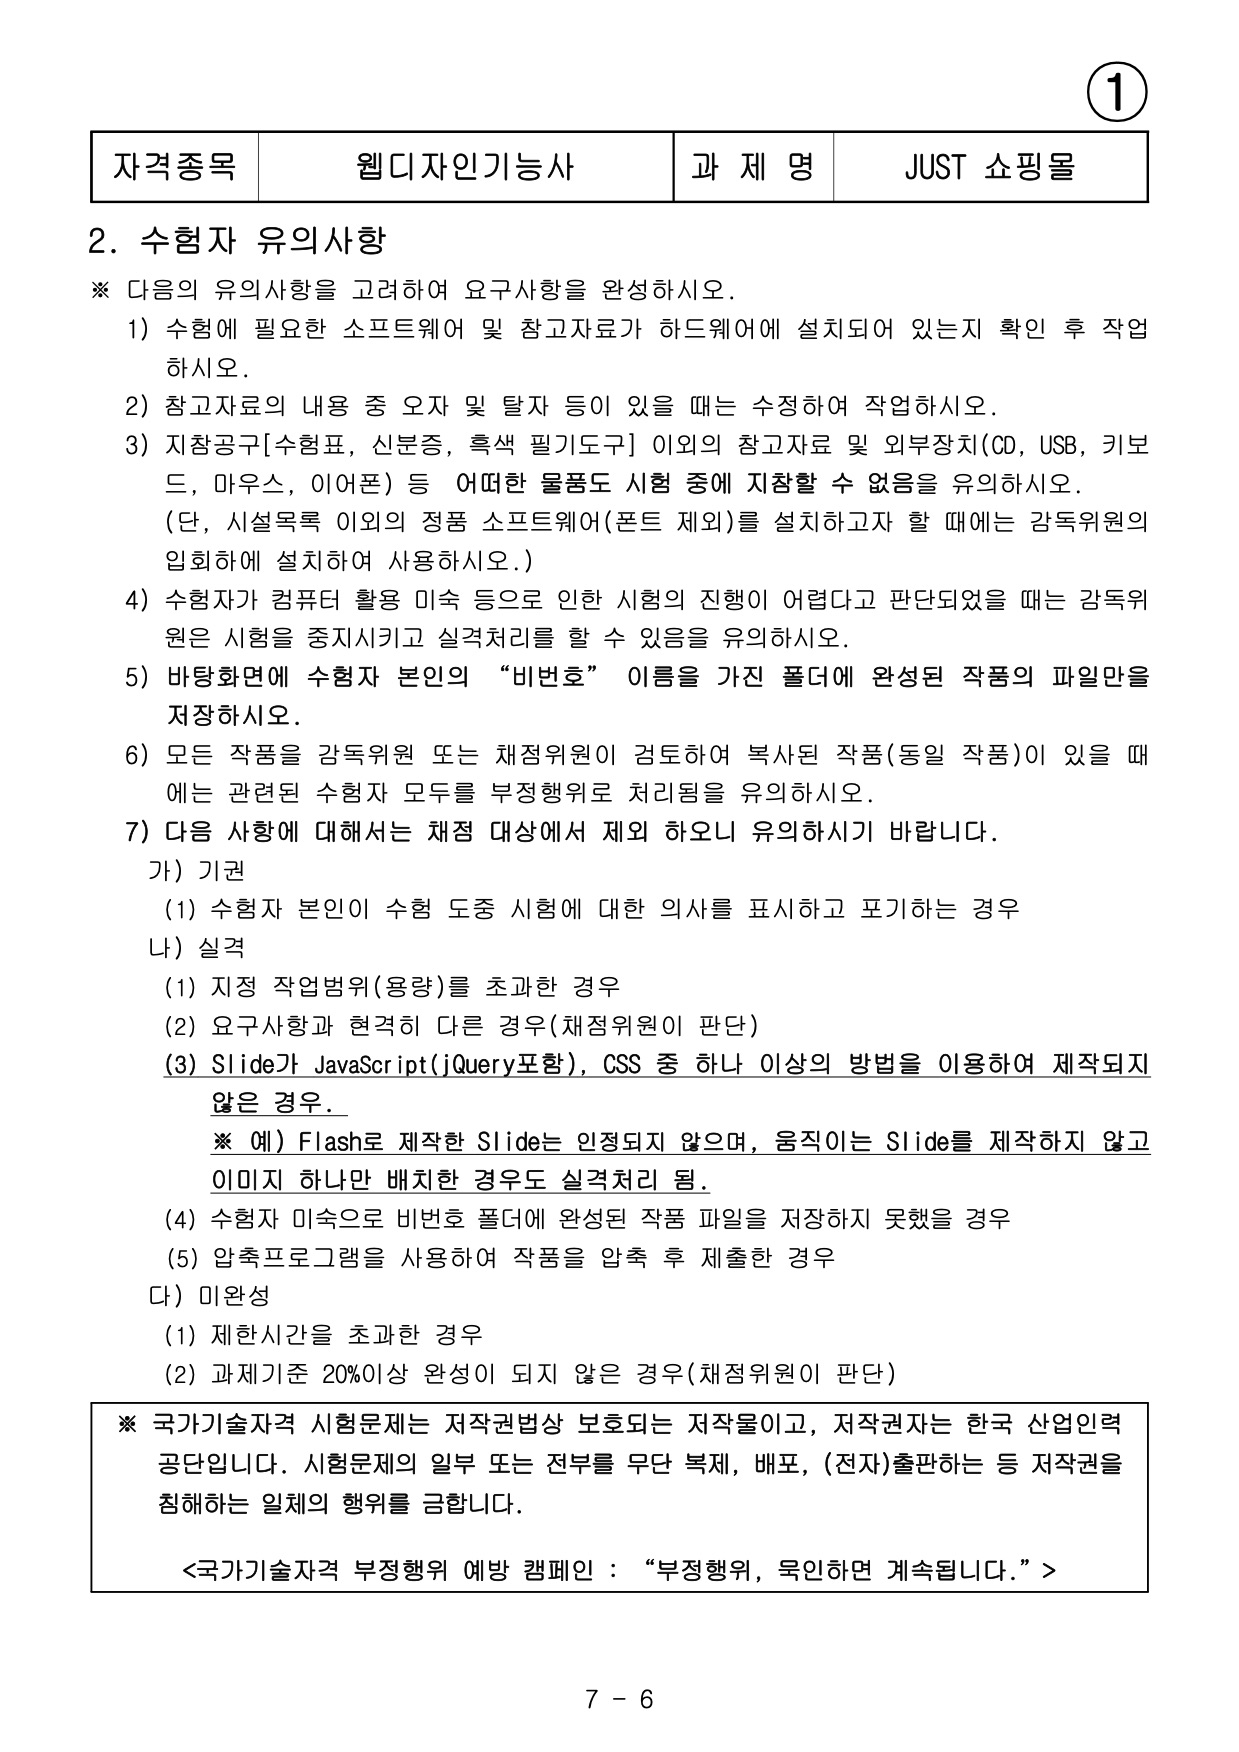 ①
자격종목 웹디자인기능사 과 제 명 JUST 쇼핑몰
2. 수험자 유의사항
※ 다음의 유의사항을 고려하여 요구사항을 완성하시오.
1) 수험에 필요한 소프트웨어 및 참고자료가 하드웨어에 설치되어 있는지 확인 후 작업
하시오.
2) 참고자료의 내용 중 오자 및 탈자 등이 있을 때는 수정하여 작업하시오.
3) 지참공구[수험표, 신분증, 흑색 필기도구] 이외의 참고자료 및 외부장치(CD, USB, 키보
드, 마우스, 이어폰) 등 어떠한 물품도 시험 중에 지참할 수 없음을 유의하시오.
(단, 시설목록 이외의 정품 소프트웨어(폰트 제외)를 설치하고자 할 때에는 감독위원의
입회하에 설치하여 사용하시오.)
4) 수험자가 컴퓨터 활용 미숙 등으로 인한 시험의 진행이 어렵다고 판단되었을 때는 감독위
원은 시험을 중지시키고 실격처리를 할 수 있음을 유의하시오.
5) 바탕화면에 수험자 본인의 “비번호” 이름을 가진 폴더에 완성된 작품의 파일만을
저장하시오.
6) 모든 작품을 감독위원 또는 채점위원이 검토하여 복사된 작품(동일 작품)이 있을 때
에는 관련된 수험자 모두를 부정행위로 처리됨을 유의하시오.
7) 다음 사항에 대해서는 채점 대상에서 제외 하오니 유의하시기 바랍니다.
가) 기권
(1) 수험자 본인이 수험 도중 시험에 대한 의사를 표시하고 포기하는 경우
나) 실격
(1) 지정 작업범위(용량)를 초과한 경우
(2) 요구사항과 현격히 다른 경우(채점위원이 판단)
(3) Slide가 JavaScript(jQuery포함), CSS 중 하나 이상의 방법을 이용하여 제작되지
않은 경우.
※ 예) Flash로 제작한 Slide는 인정되지 않으며, 움직이는 Slide를 제작하지 않고
이미지 하나만 배치한 경우도 실격처리 됨.
(4) 수험자 미숙으로 비번호 폴더에 완성된 작품 파일을 저장하지 못했을 경우
(5) 압축프로그램을 사용하여 작품을 압축 후 제출한 경우
다) 미완성
(1) 제한시간을 초과한 경우
(2) 과제기준 20%이상 완성이 되지 않은 경우(채점위원이 판단)
※ 국가기술자격 시험문제는 저작권법상 보호되는 저작물이고, 저작권자는 한국 산업인력
공단입니다. 시험문제의 일부 또는 전부를 무단 복제, 배포, (전자)출판하는 등 저작권을
침해하는 일체의 행위를 금합니다.
<국가기술자격 부정행위 예방 캠페인 : “부정행위, 묵인하면 계속됩니다.” >
7 - 6